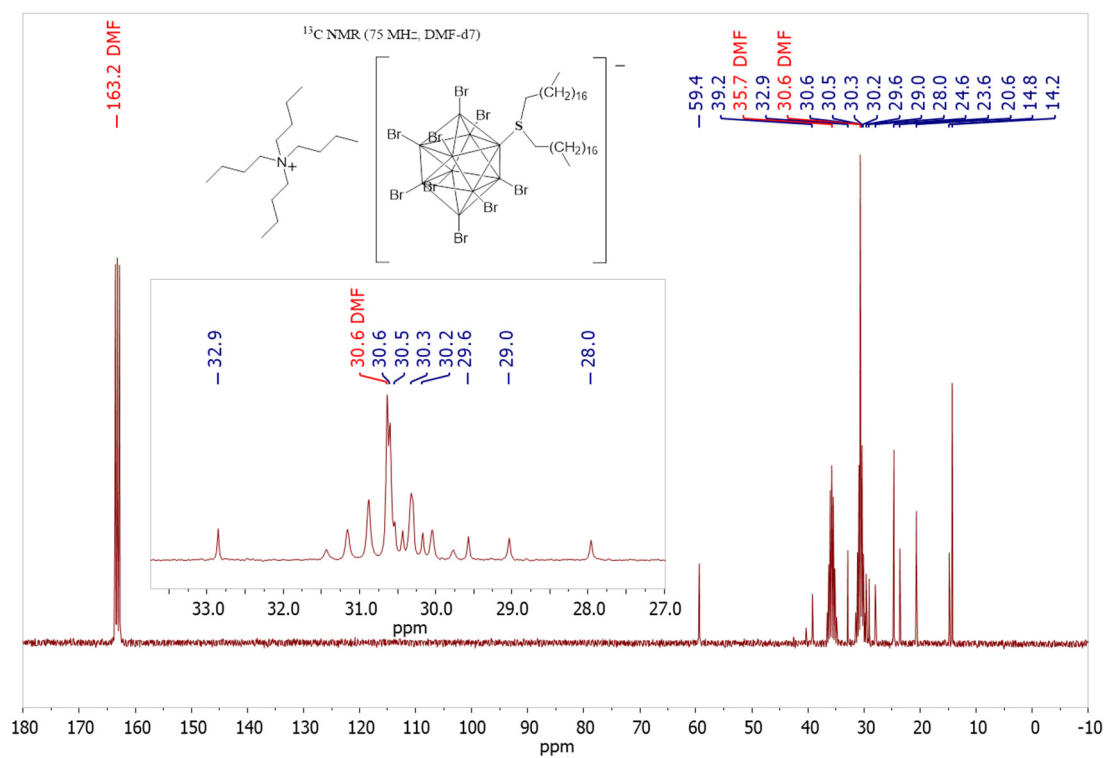 ¹³C NMR (75 MHz, DMF-d7)
163.2 DMF
59.4
39.2
35.7 DMF
32.9
30.6 DMF
30.6
30.5
30.3
30.2
29.6
29.0
28.0
24.6
23.6
20.6
14.8
14.2
N
+
Br
Br
Br
Br
Br
Br
Br
Br
Br
S
(CH₂)₁₆
(CH₂)₁₆
−
32.9
30.6 DMF
30.6
30.5
30.3
30.2
29.6
29.0
28.0
33.0 32.0 31.0 30.0 29.0 28.0 27.0
ppm
180 170 160 150 140 130 120 110 100 90 80 70 60 50 40 30 20 10 0 -10
ppm